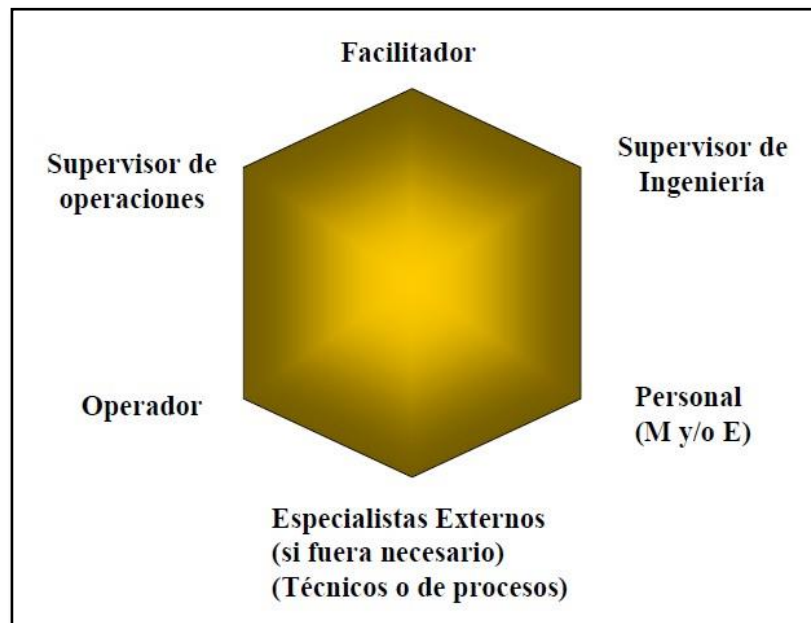 Facilitador
Supervisor de
operaciones
Supervisor de
Ingeniería
Operador
Personal
(M y/o E)
Especialistas Externos
(si fuera necesario)
(Técnicos o de procesos)